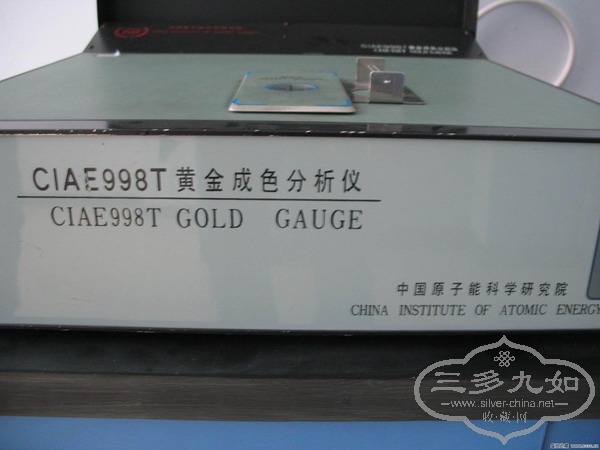 CIAE998T 黄金成色分析仪
CIAE998T GOLD GAUGE
中国原子能科学研究院
CHINA INSTITUTE OF ATOMIC ENERGY
三多九如
www.silver-china.net
收藏网